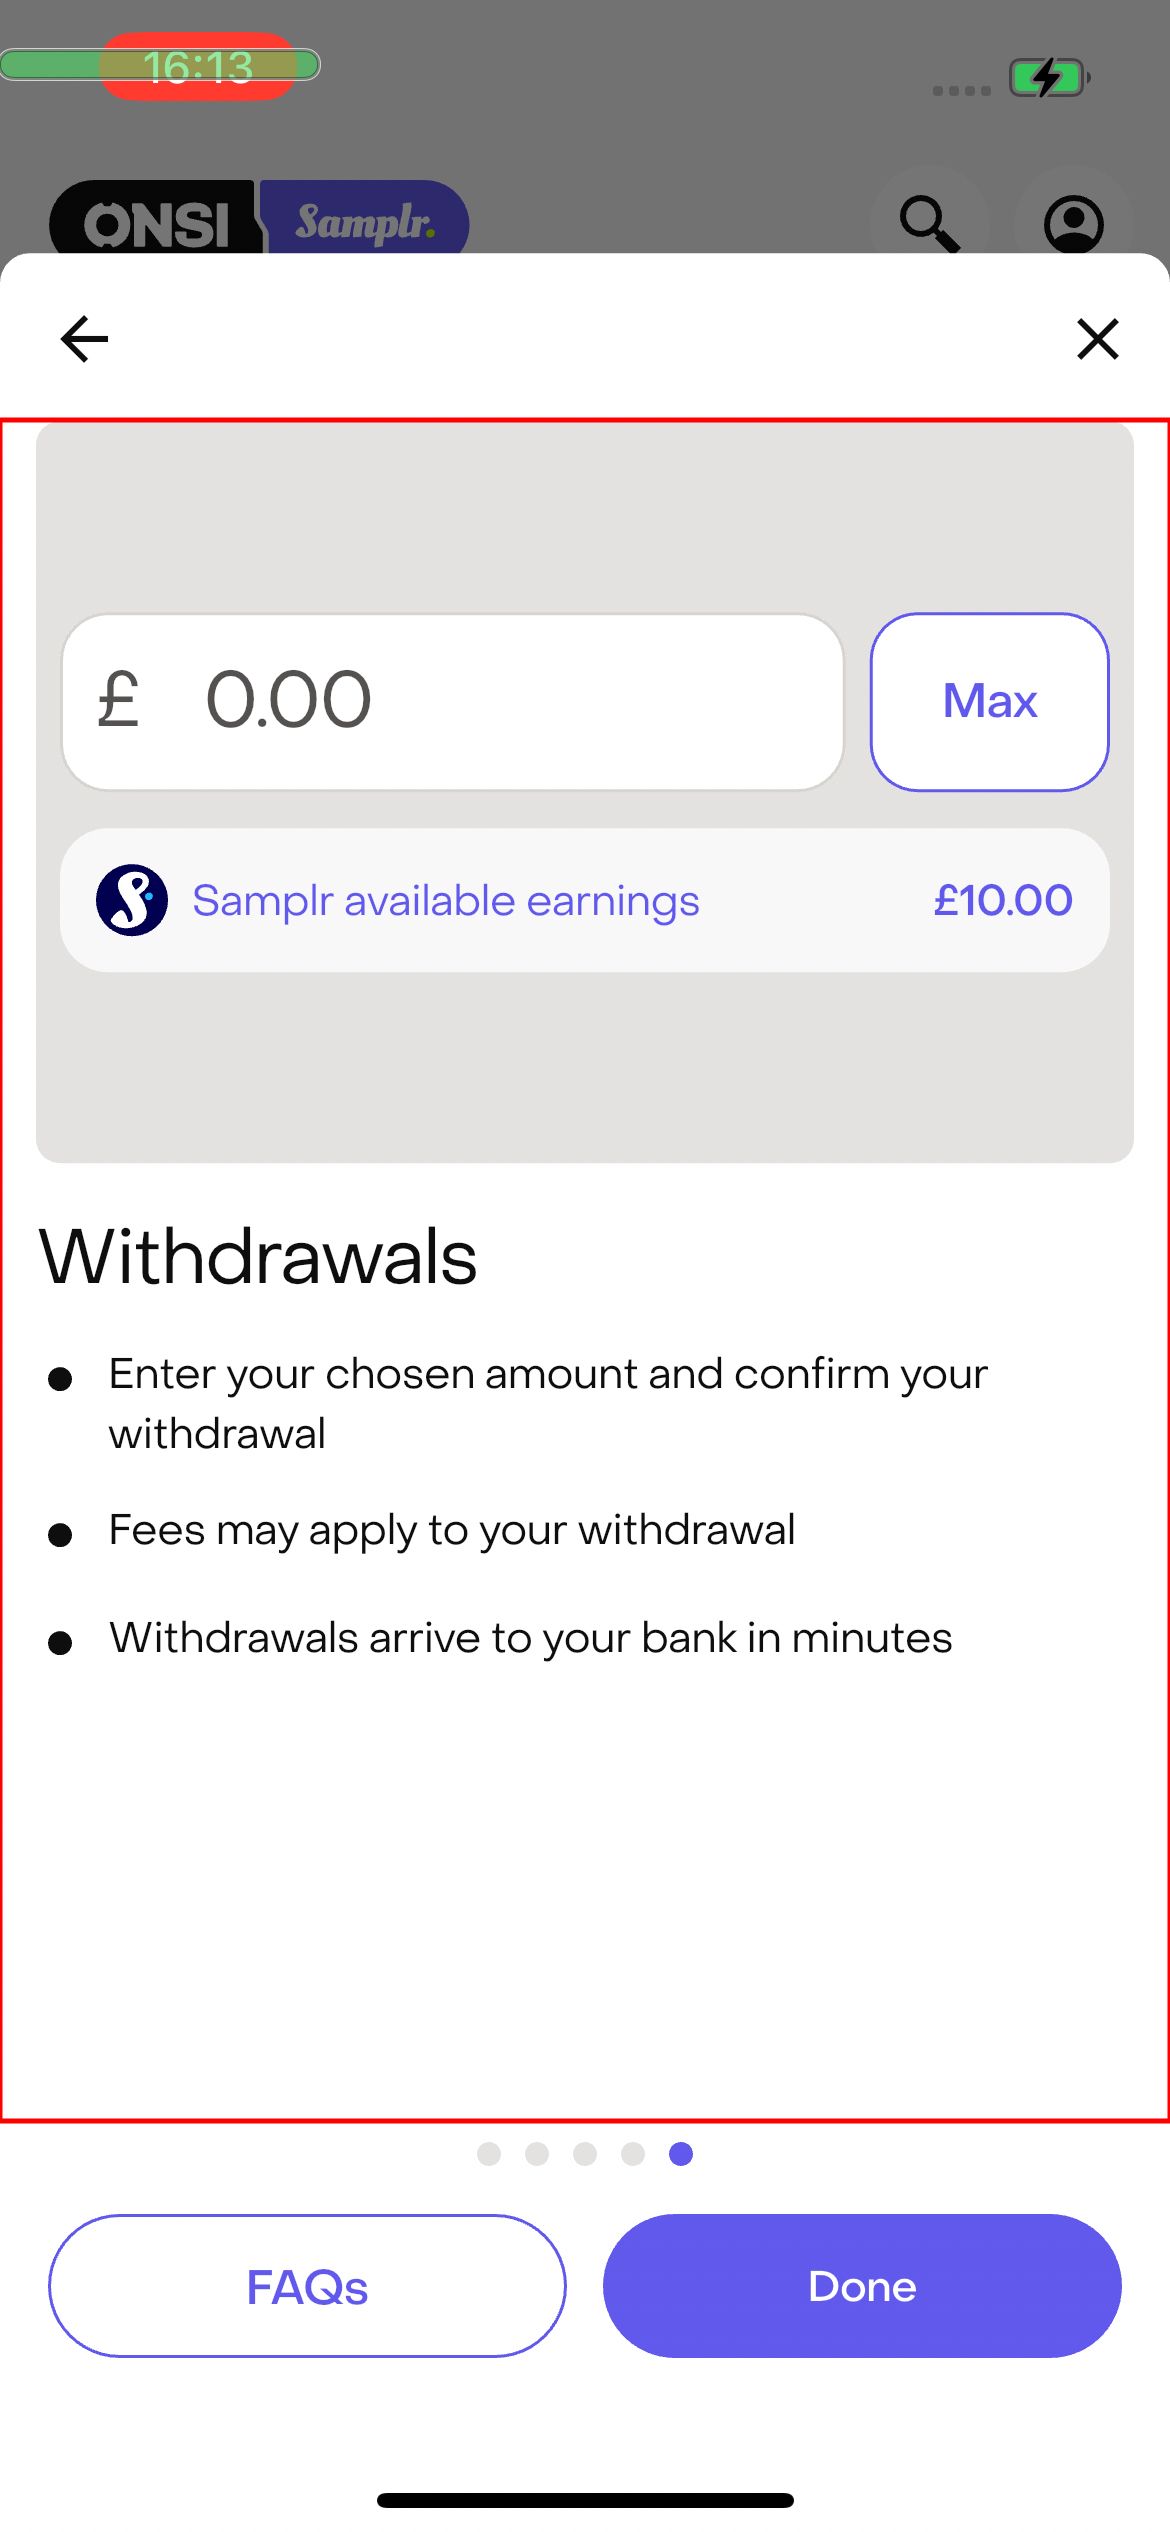 16:13
ONSI Samplr.
£ 0.00
Max
Samplr available earnings £10.00
Withdrawals
● Enter your chosen amount and confirm your
withdrawal
● Fees may apply to your withdrawal
● Withdrawals arrive to your bank in minutes
FAQs
Done